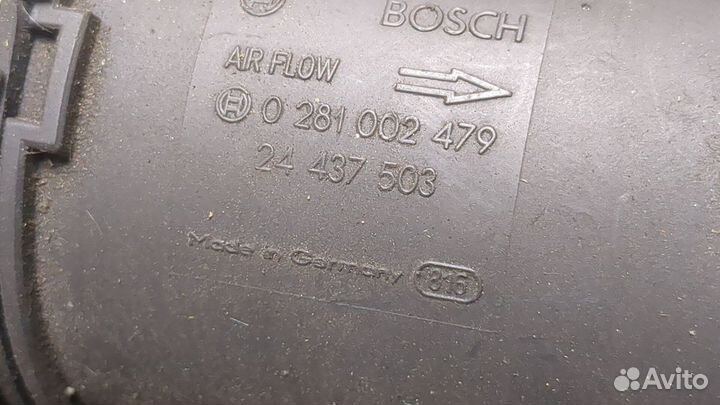 BOSCH
AIR FLOW
0 281 002 479
24 437 503
Made in Germany 816
Avito